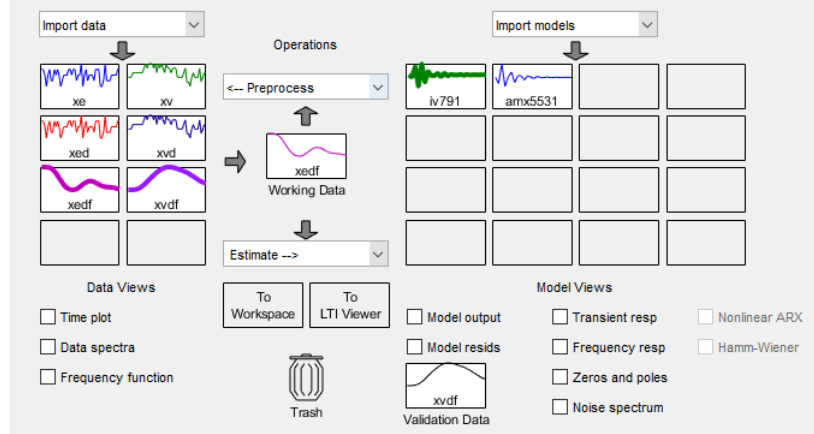 Import data
Import models
Operations
<-- Preprocess
xe
xv
iv791
amx5531
xed
xvd
xedf
Working Data
xedf
xvdf
Estimate -->
Data Views
To
Workspace
To
LTI Viewer
Model Views
Time plot
Model output
Transient resp
Nonlinear ARX
Data spectra
Model resids
Frequency resp
Hamm-Wiener
Frequency function
Zeros and poles
xvdf
Validation Data
Noise spectrum
Trash